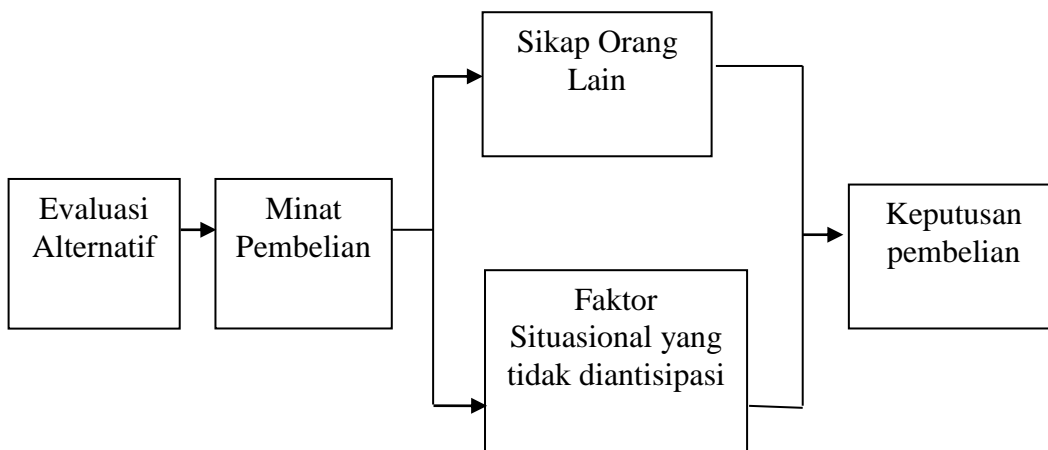 Sikap Orang
Lain
Evaluasi
Alternatif
Minat
Pembelian
Keputusan
pembelian
Faktor
Situasional yang
tidak diantisipasi